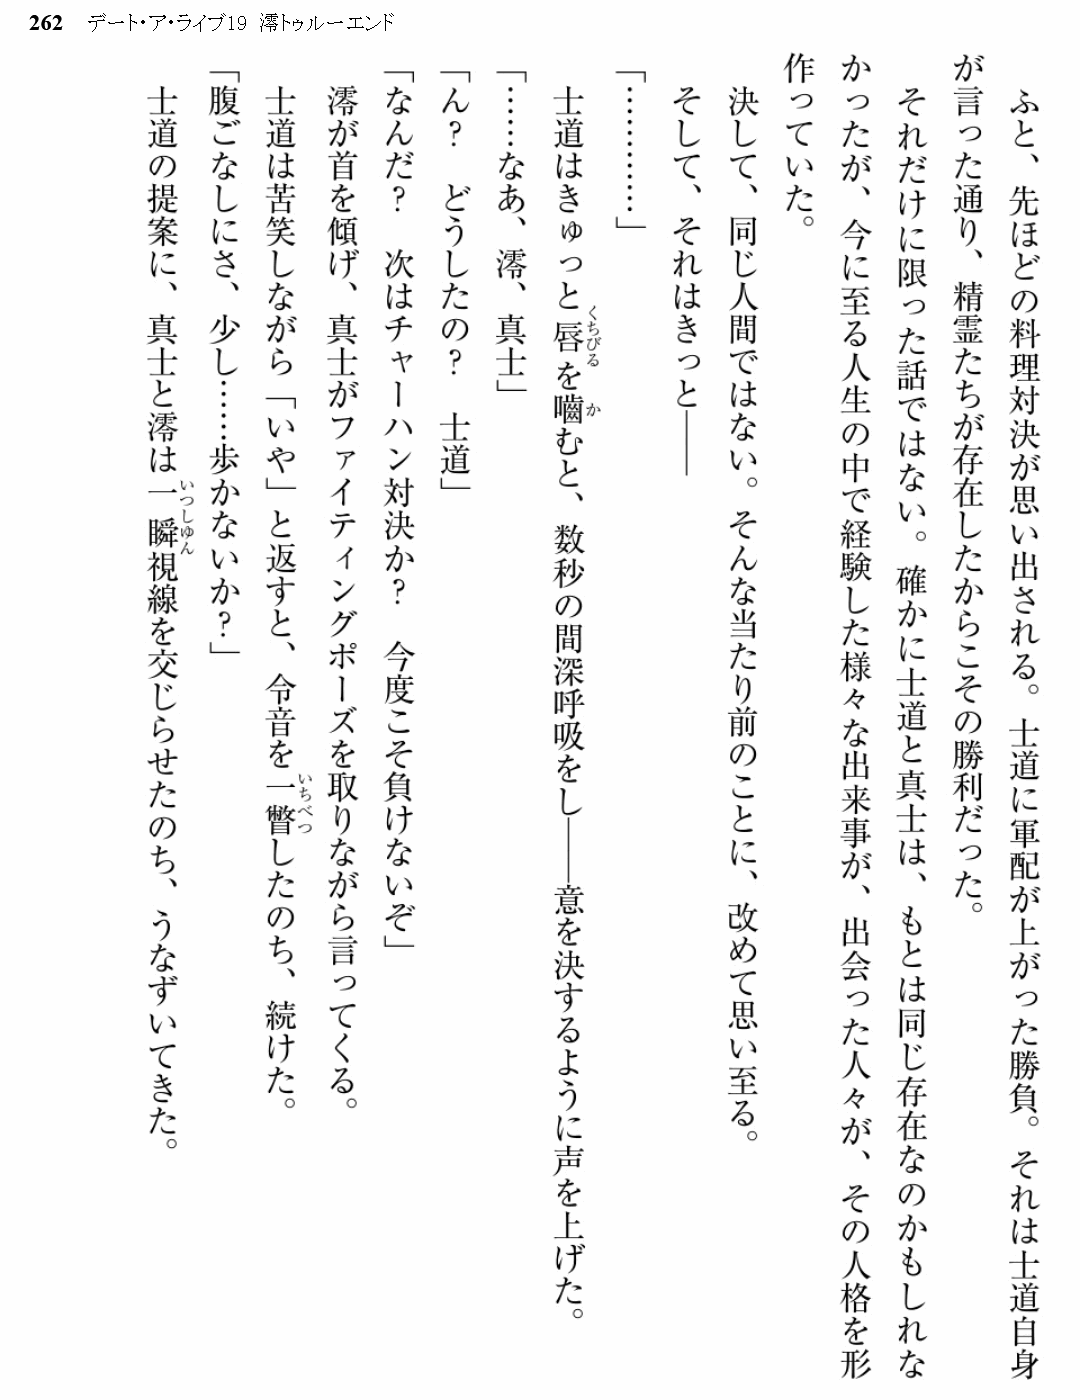 262 デート・ア・ライブ19 澪トゥルーエンド
ふと、先ほどの料理対決が思い出される。士道に軍配が上がった勝負。それは士道自身
が言った通り、精霊たちが存在したからこその勝利だった。
それだけに限った話ではない。確かに士道と真士は、もとは同じ存在なのかもしれな
かったが、今に至る人生の中で経験した様々な出来事が、出会った人々が、その人格を形
作っていた。
決して、同じ人間ではない。そんな当たり前のことに、改めて思い至る。
そして、それはきっと――
「…………」
士道はきゅっと唇を嚙むと、数秒の間深呼吸をし――意を決するように声を上げた。
くちびる
か
「……なあ、澪、真士」
「ん？　どうしたの？　士道」
「なんだ？　次はチャーハン対決か？　今度こそ負けないぞ」
澪が首を傾げ、真士がファイティングポーズを取りながら言ってくる。
士道は苦笑しながら「いや」と返すと、令音を一瞥したのち、続けた。
いちべつ
「腹ごなしにさ、少し……歩かないか？」
士道の提案に、真士と澪は一瞬視線を交じらせたのち、うなずいてきた。
いっしゅん